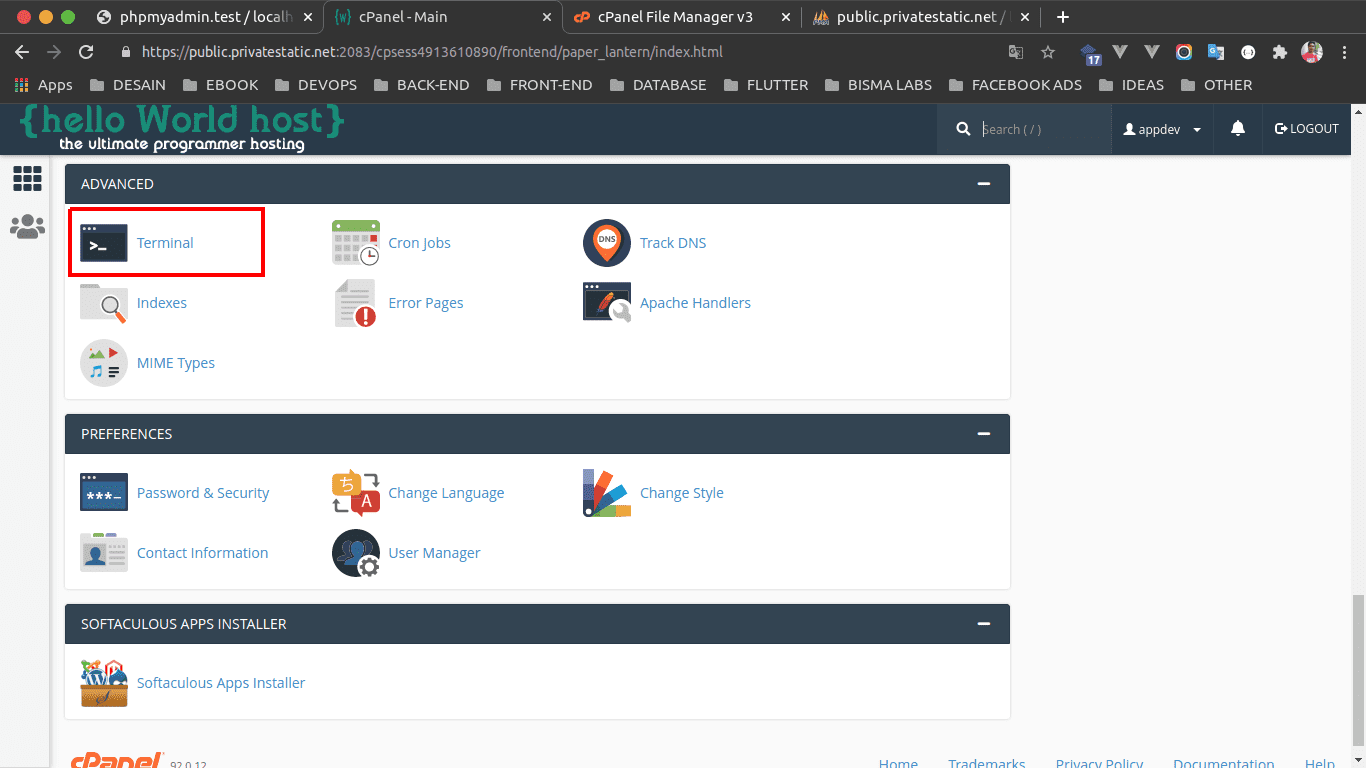 phpmyadmin.test / localh
cPanel - Main
cPanel File Manager v3
public.privatestatic.net /
https://public.privatestatic.net:2083/cpsess4913610890/frontend/paper_lantern/index.html
17
Apps
DESAIN
EBOOK
DEVOPS
BACK-END
FRONT-END
DATABASE
FLUTTER
BISMA LABS
FACEBOOK ADS
IDEAS
OTHER
{hello World host}
the ultimate programmer hosting
Search ( / )
appdev
LOGOUT
ADVANCED
>_ Terminal
Cron Jobs
DNS Track DNS
Indexes
Error Pages
Apache Handlers
MIME Types
PREFERENCES
***_ Password & Security
ち A Change Language
Change Style
Contact Information
User Manager
SOFTACULOUS APPS INSTALLER
Softaculous Apps Installer
cPanel 92.0.12
Home
Trademarks
Privacy Policy
Documentation
Help